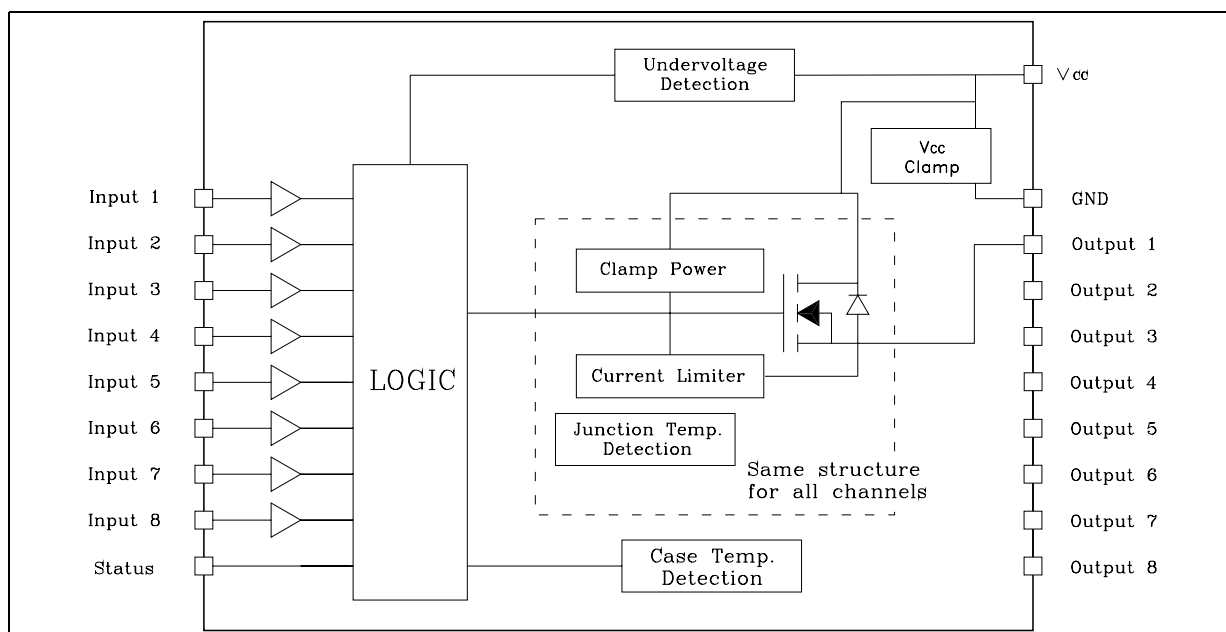 Undervoltage
Detection
Vcc
Vcc
Clamp
Input 1
GND
Input 2
Output 1
Clamp Power
Input 3
Output 2
Input 4
Output 3
LOGIC
Current Limiter
Input 5
Output 4
Input 6
Junction Temp.
Detection
Output 5
Same structure
for all channels
Input 7
Output 6
Input 8
Output 7
Status
Case Temp.
Detection
Output 8